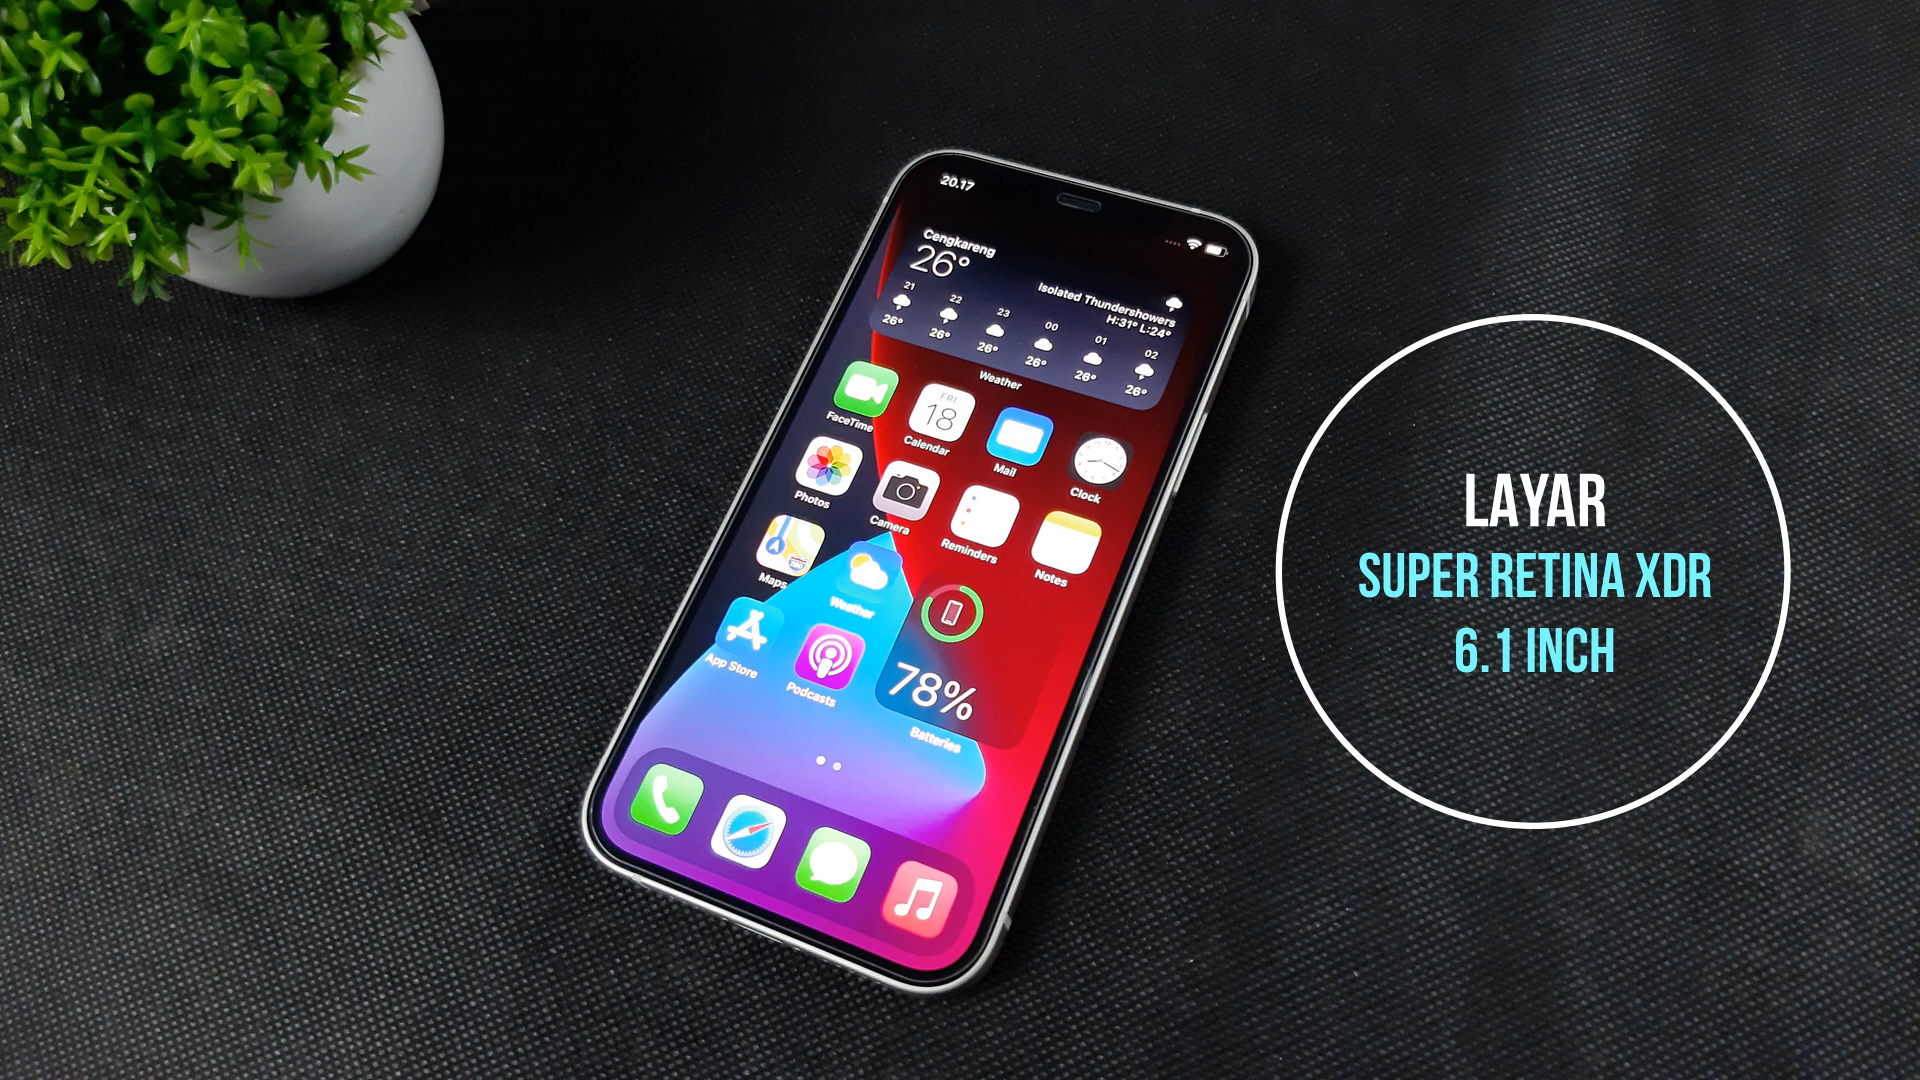 20.17
Cengkareng
26°
Isolated Thundershowers
H:31° L:24°
21 22 23 00 01 02
26° 26° 26° 26° 26° 26°
Weather
FRI
18
FaceTime Calendar Mail Clock
Photos Camera Reminders Notes
Maps Weather
App Store Podcasts
78%
Batteries
LAYAR
SUPER RETINA XDR
6.1 INCH